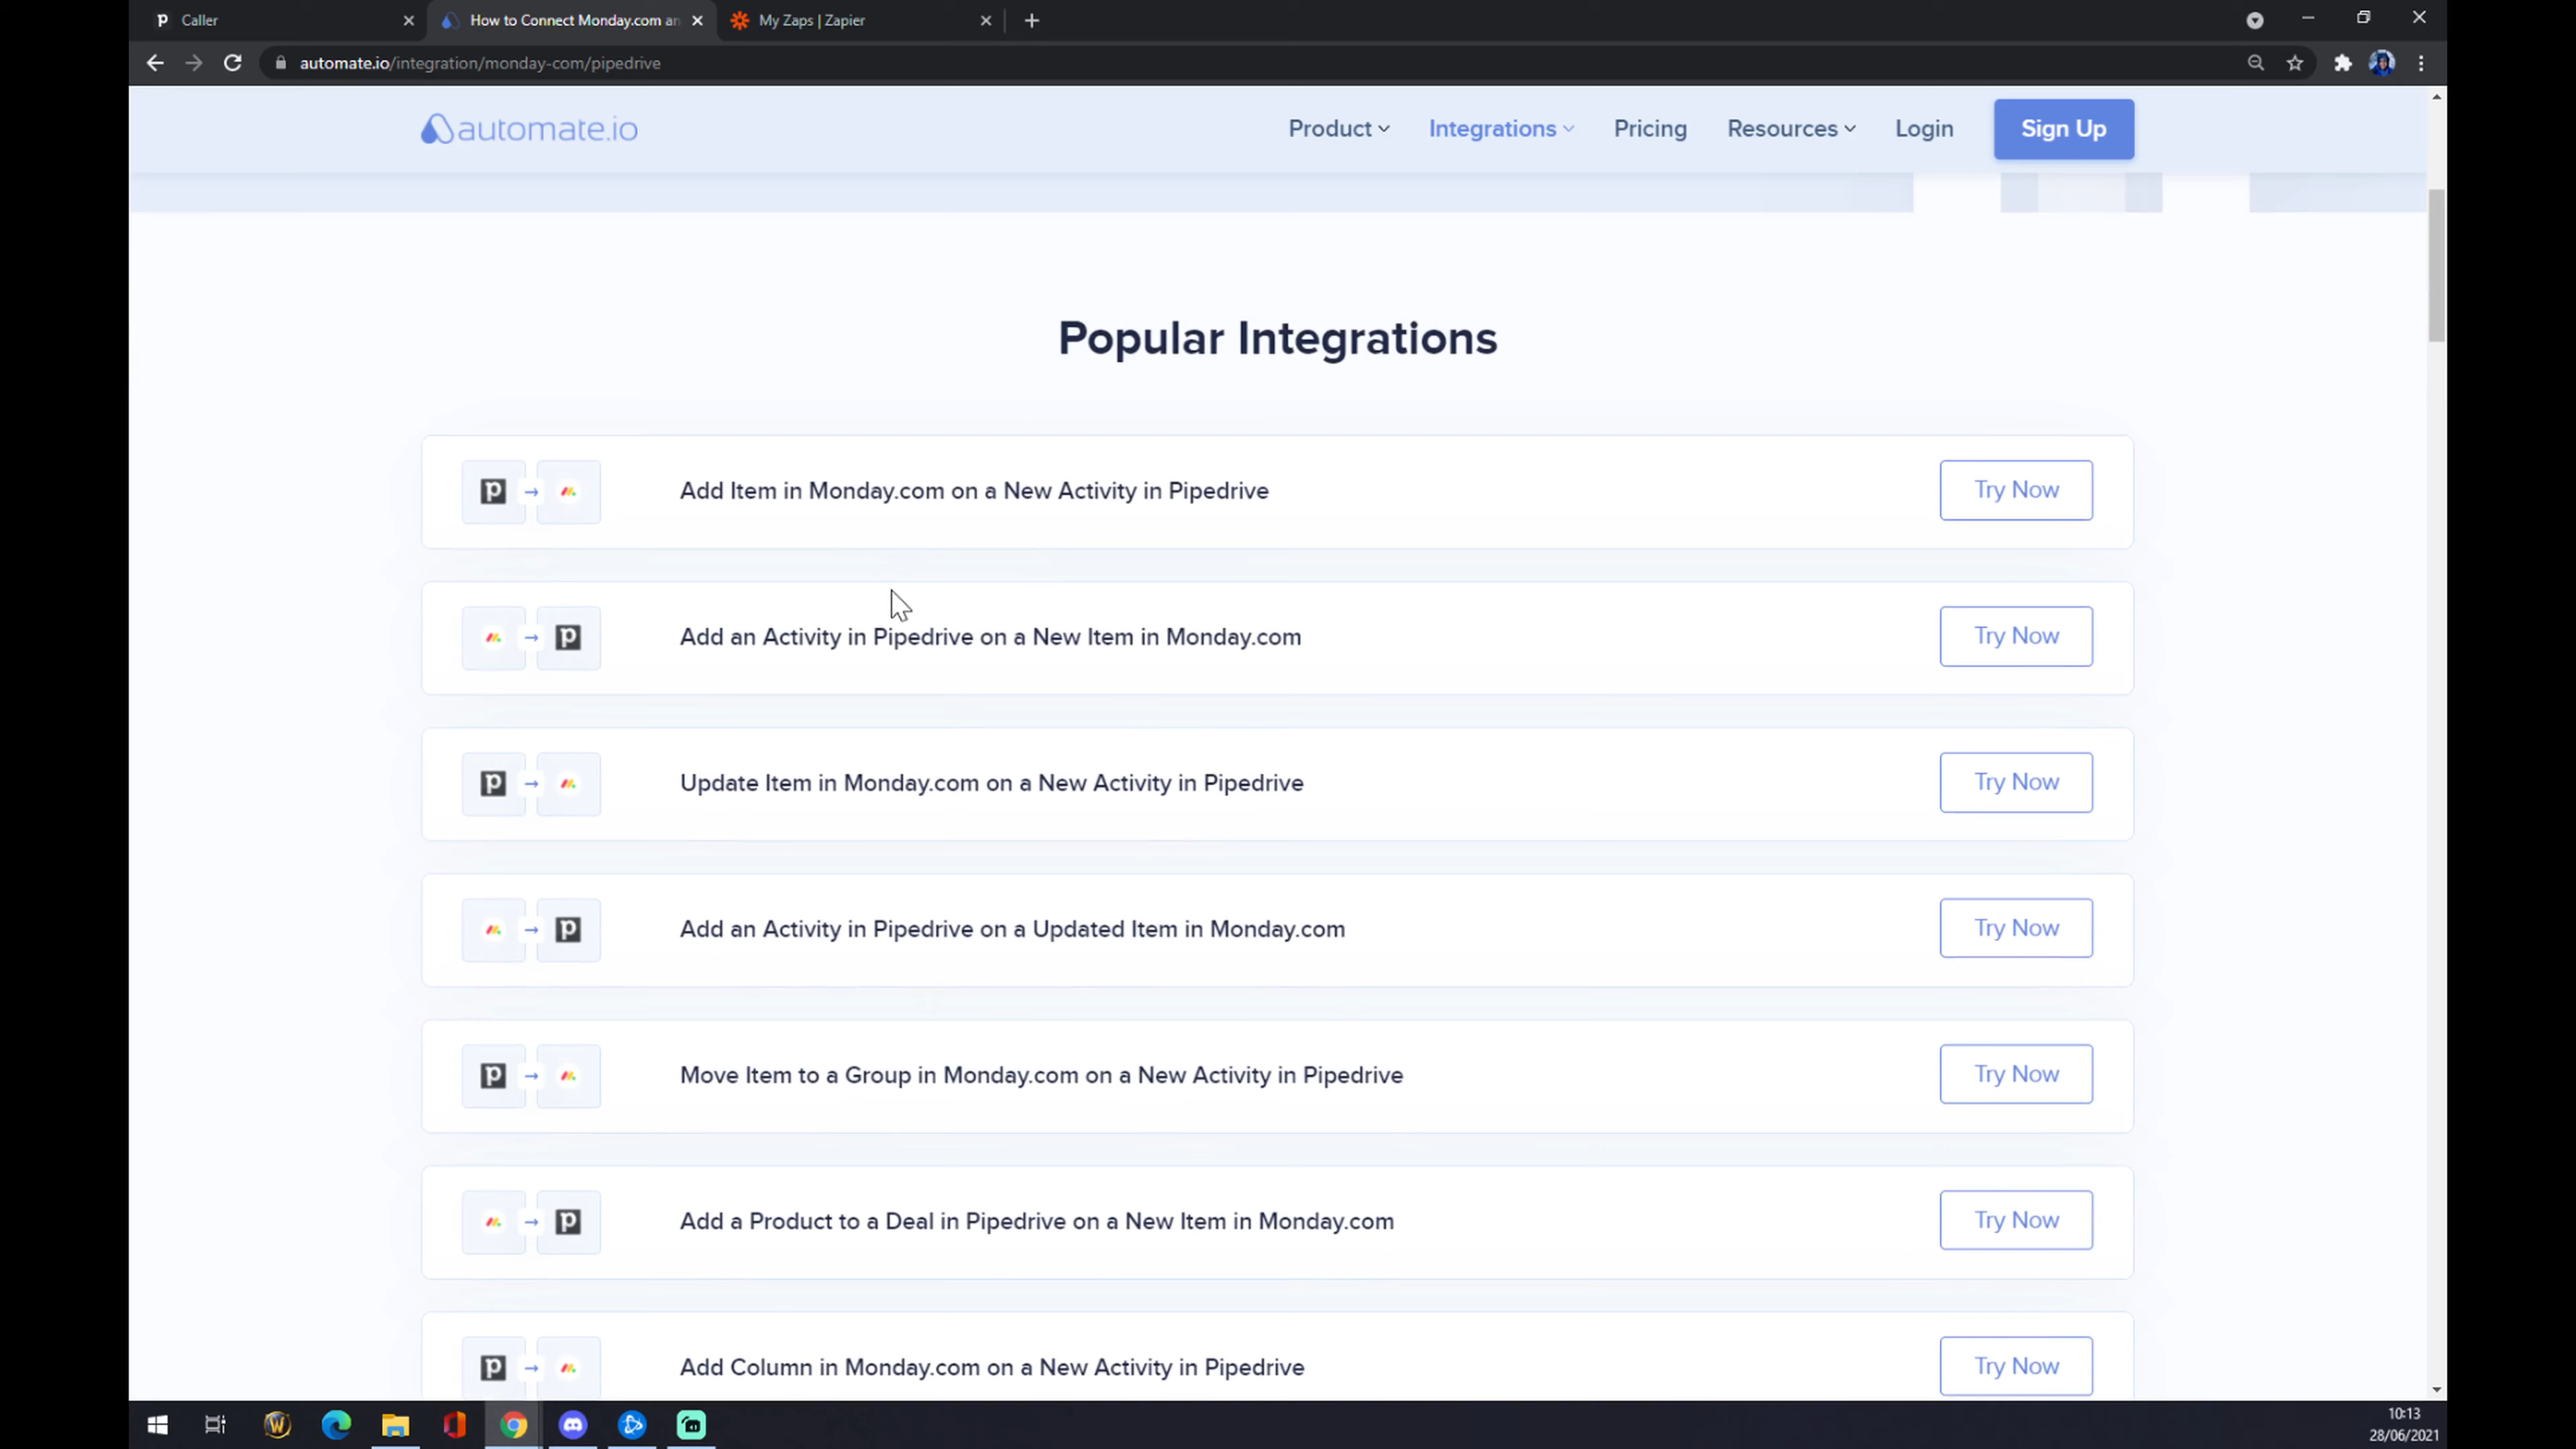 Caller
How to Connect Monday.com an
My Zaps | Zapier
automate.io/integration/monday-com/pipedrive
automate.io
Product
Integrations
Pricing
Resources
Login
Sign Up
Popular Integrations
Add Item in Monday.com on a New Activity in Pipedrive
Try Now
Add an Activity in Pipedrive on a New Item in Monday.com
Try Now
Update Item in Monday.com on a New Activity in Pipedrive
Try Now
Add an Activity in Pipedrive on a Updated Item in Monday.com
Try Now
Move Item to a Group in Monday.com on a New Activity in Pipedrive
Try Now
Add a Product to a Deal in Pipedrive on a New Item in Monday.com
Try Now
Add Column in Monday.com on a New Activity in Pipedrive
Try Now
10:13
28/06/2021